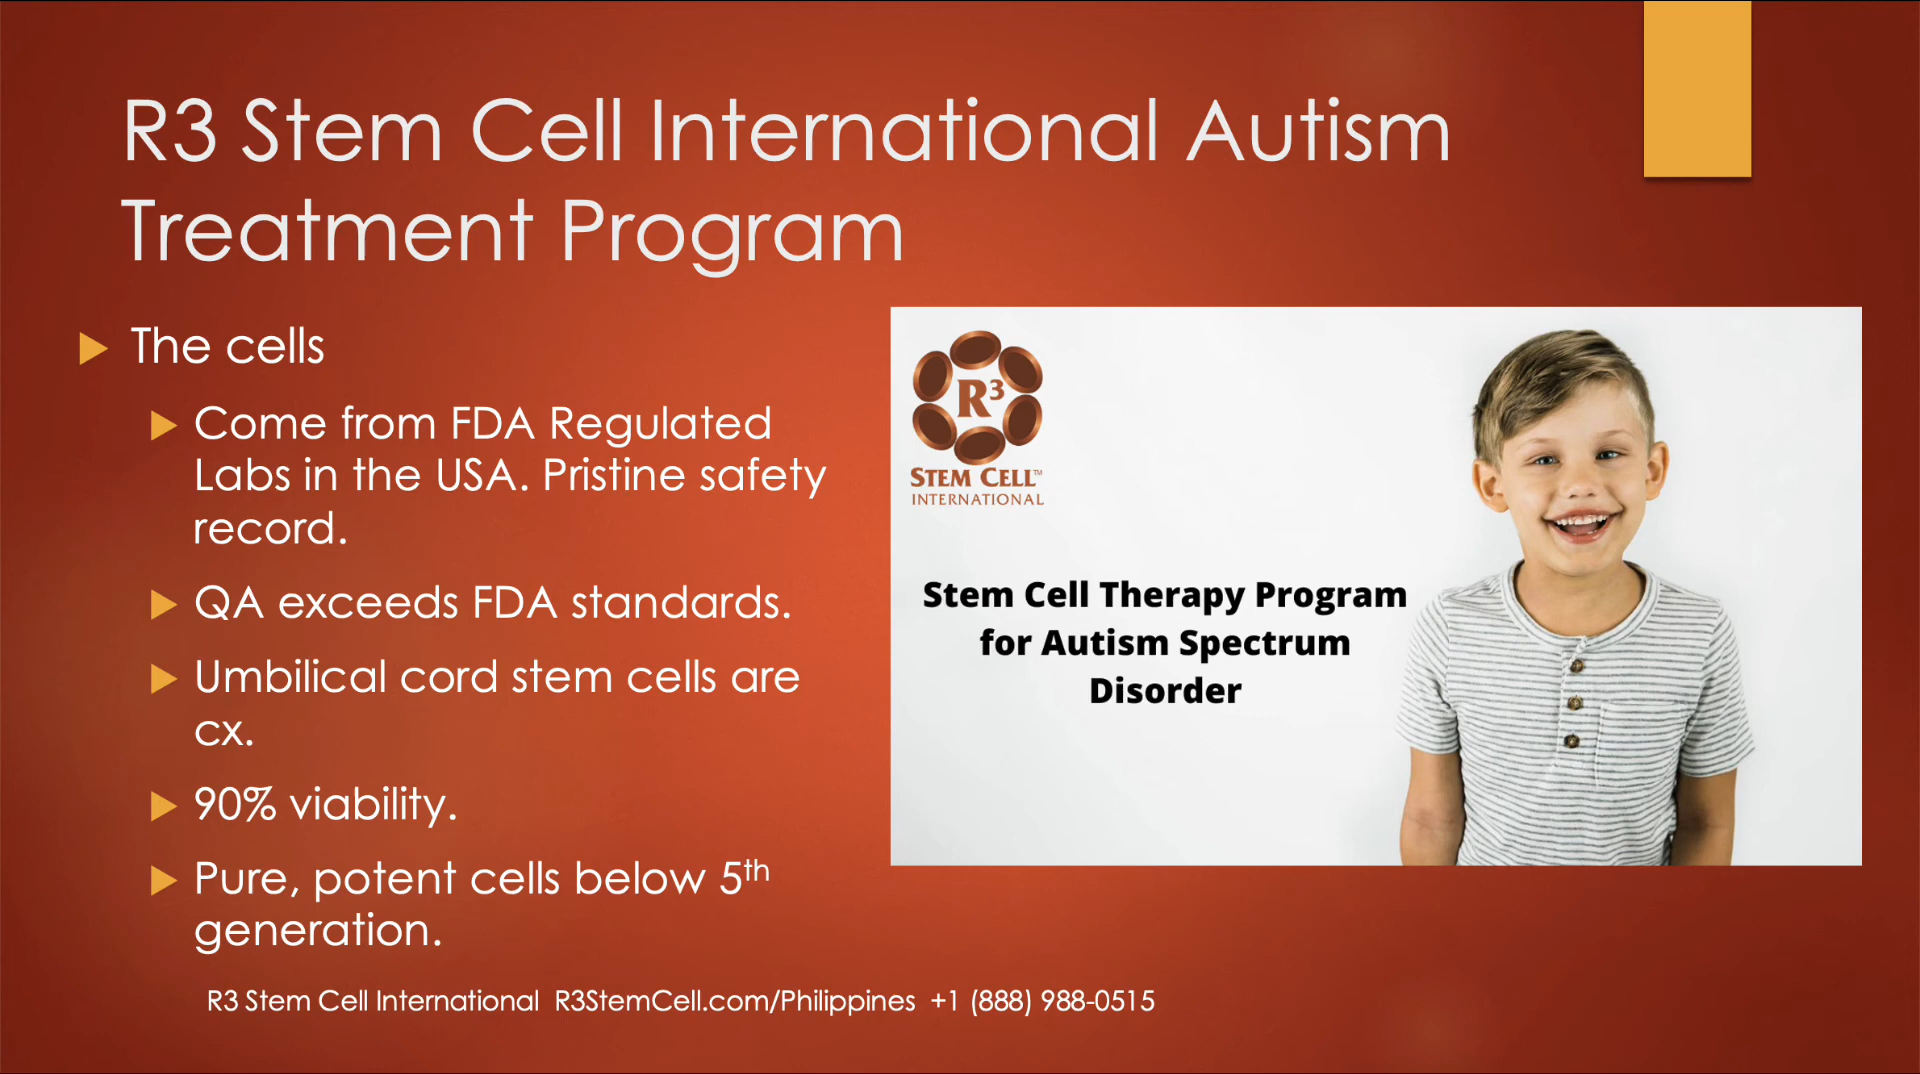 R3 Stem Cell International Autism
Treatment Program
The cells
Come from FDA Regulated
Labs in the USA. Pristine safety
record.
QA exceeds FDA standards.
Umbilical cord stem cells are
cx.
90% viability.
Pure, potent cells below 5th
generation.
R3
STEM CELL™
INTERNATIONAL
Stem Cell Therapy Program
for Autism Spectrum
Disorder
R3 Stem Cell International R3StemCell.com/Philippines +1 (888) 988-0515